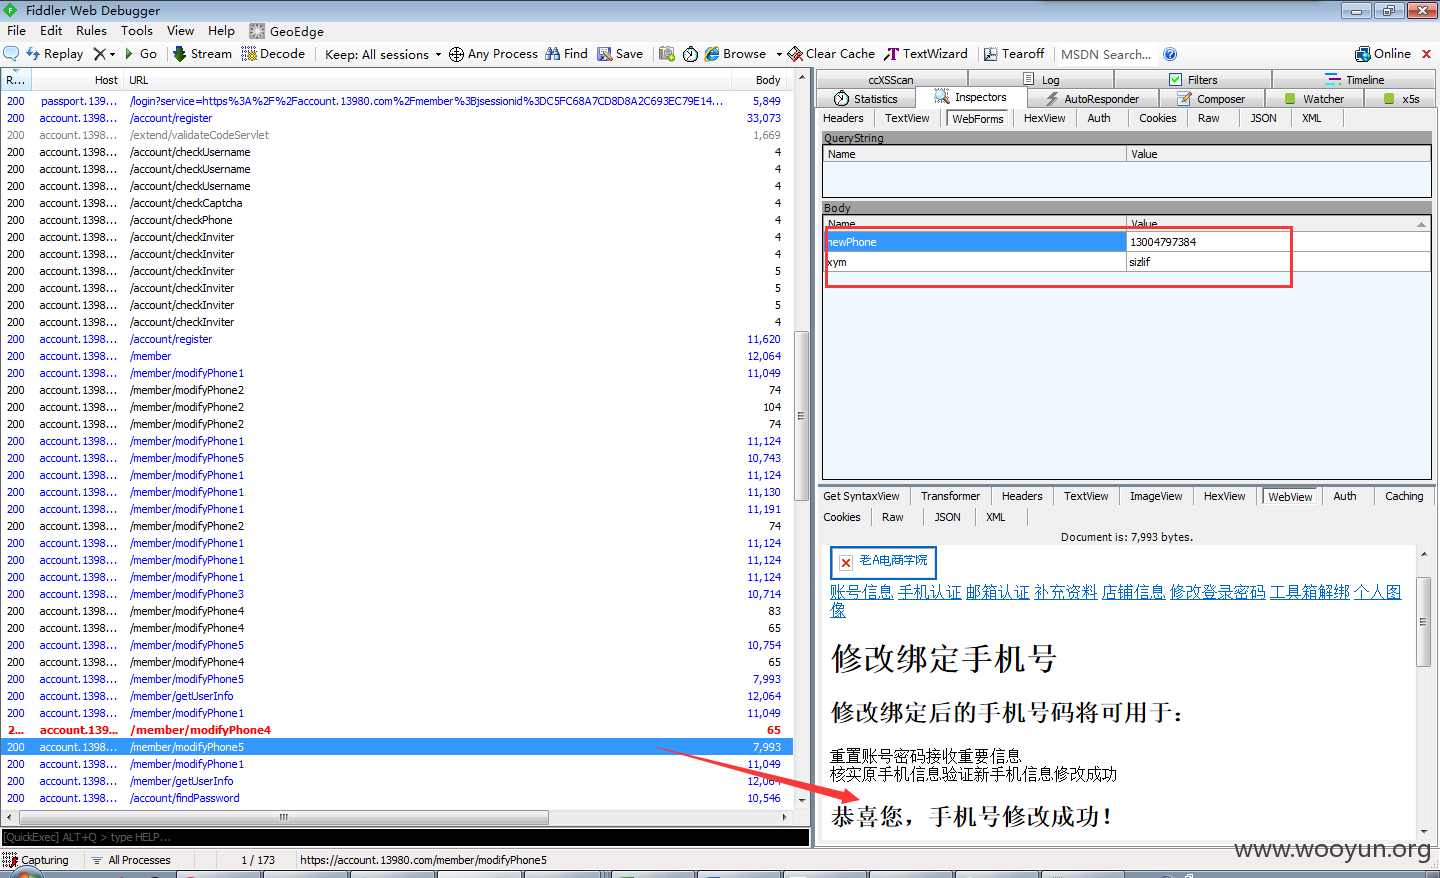 Fiddler Web Debugger
File Edit Rules Tools View Help GeoEdge
Replay Go Stream Decode Keep: All sessions Any Process Find Save Browse Clear Cache TextWizard Tearoff MSDN Search... Online
R... Host URL Body
200 passport.139... /login?service=https%3A%2F%2Faccount.13980.com%2Fmember%3Bjsessionid%3DC5FC68A7CD8D8A2C693EC79E14... 5,849
200 account.1398... /account/register 33,073
200 account.1398... /extend/validateCodeServlet 1,669
200 account.1398... /account/checkUsername 4
200 account.1398... /account/checkUsername 4
200 account.1398... /account/checkUsername 4
200 account.1398... /account/checkCaptcha 4
200 account.1398... /account/checkPhone 4
200 account.1398... /account/checkInviter 4
200 account.1398... /account/checkInviter 4
200 account.1398... /account/checkInviter 5
200 account.1398... /account/checkInviter 5
200 account.1398... /account/checkInviter 5
200 account.1398... /account/checkInviter 4
200 account.1398... /account/register 11,620
200 account.1398... /member 12,064
200 account.1398... /member/modifyPhone1 11,049
200 account.1398... /member/modifyPhone2 74
200 account.1398... /member/modifyPhone2 104
200 account.1398... /member/modifyPhone2 74
200 account.1398... /member/modifyPhone1 11,124
200 account.1398... /member/modifyPhone5 10,743
200 account.1398... /member/modifyPhone1 11,124
200 account.1398... /member/modifyPhone1 11,130
200 account.1398... /member/modifyPhone1 11,191
200 account.1398... /member/modifyPhone2 74
200 account.1398... /member/modifyPhone1 11,124
200 account.1398... /member/modifyPhone1 11,124
200 account.1398... /member/modifyPhone1 11,124
200 account.1398... /member/modifyPhone3 10,714
200 account.1398... /member/modifyPhone4 83
200 account.1398... /member/modifyPhone4 65
200 account.1398... /member/modifyPhone5 10,754
200 account.1398... /member/modifyPhone4 65
200 account.1398... /member/modifyPhone5 7,993
200 account.1398... /member/getUserInfo 12,064
200 account.1398... /member/modifyPhone1 11,049
2... account.139... /member/modifyPhone4 65
200 account.1398... /member/modifyPhone5 7,993
200 account.1398... /member/modifyPhone1 11,049
200 account.1398... /member/getUserInfo 12,064
200 account.1398... /account/findPassword 10,546
[QuickExec] ALT+Q > type HELP...
Capturing All Processes 1 / 173 https://account.13980.com/member/modifyPhone5
ccXSScan Log Filters Timeline
Statistics Inspectors AutoResponder Composer Watcher x5s
Headers TextView WebForms HexView Auth Cookies Raw JSON XML
QueryString
Name Value
Body
Name Value
newPhone 13004797384
xym sizlif
Get SyntaxView Transformer Headers TextView ImageView HexView WebView Auth Caching
Cookies Raw JSON XML
Document is: 7,993 bytes.
老A电商学院
账号信息 手机认证 邮箱认证 补充资料 店铺信息 修改登录密码 工具箱解绑 个人图
像
修改绑定手机号
修改绑定后的手机号码将可用于：
重置账号密码接收重要信息
核实原手机信息验证新手机信息修改成功
恭喜您，手机号修改成功！
www.wooyun.org